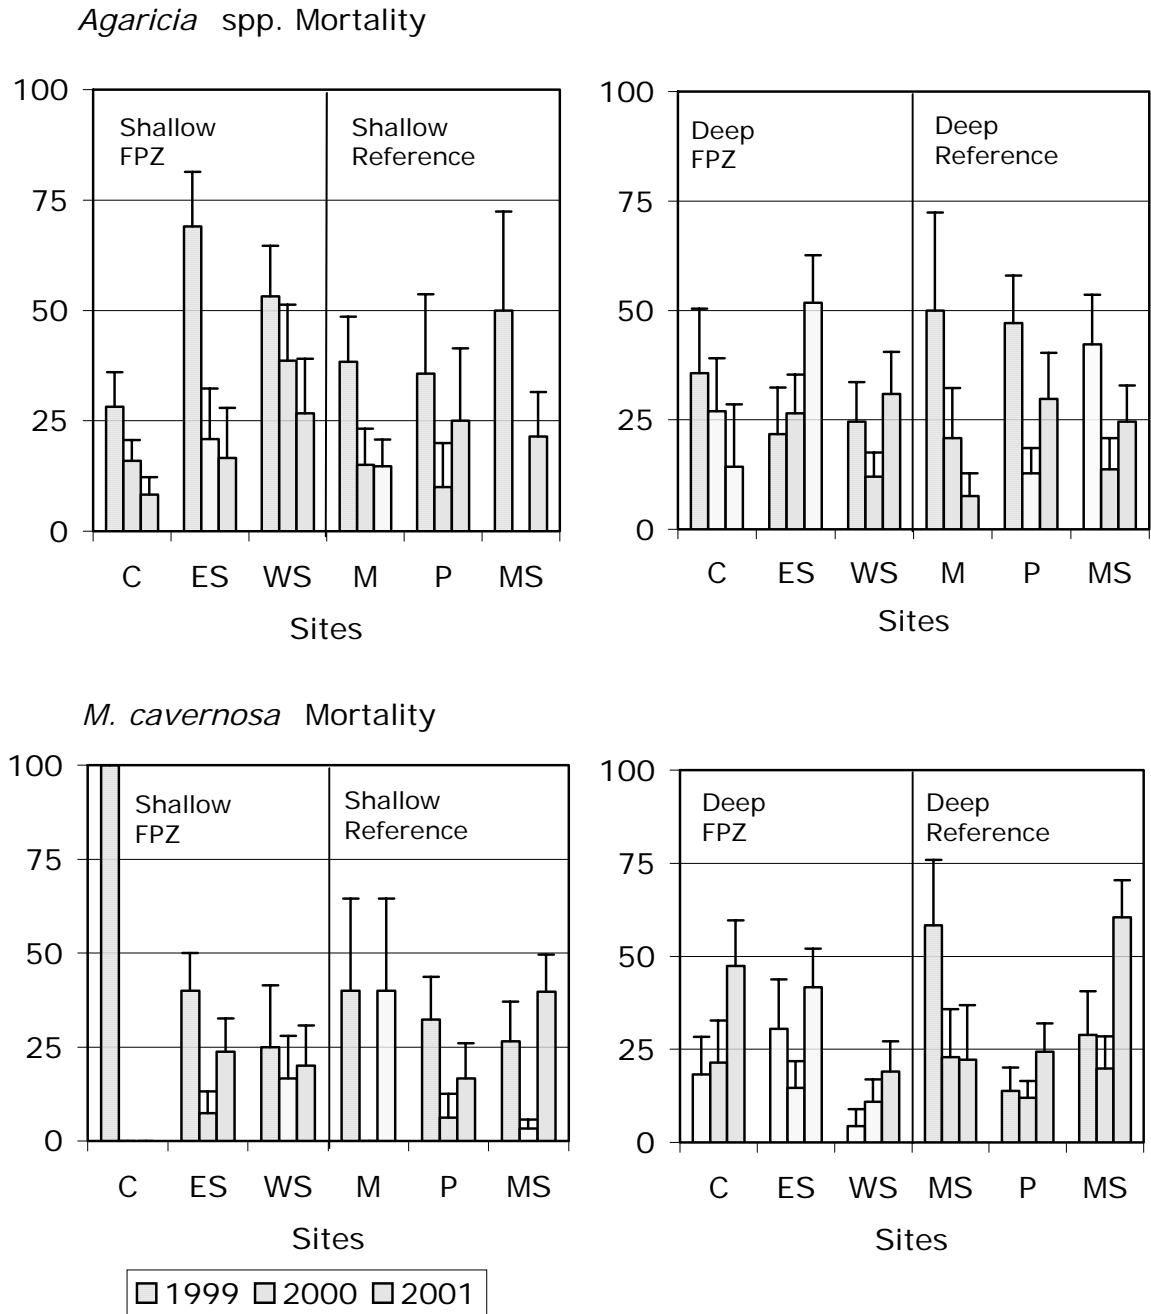 Agaricia spp. Mortality
100
75
50
25
0
Shallow
FPZ
Shallow
Reference
C ES WS M P MS
Sites
100
75
50
25
0
Deep
FPZ
Deep
Reference
C ES WS M P MS
Sites
M. cavernosa Mortality
100
75
50
25
0
Shallow
FPZ
Shallow
Reference
C ES WS M P MS
Sites
100
75
50
25
0
Deep
FPZ
Deep
Reference
C ES WS MS P MS
Sites
1999 2000 2001